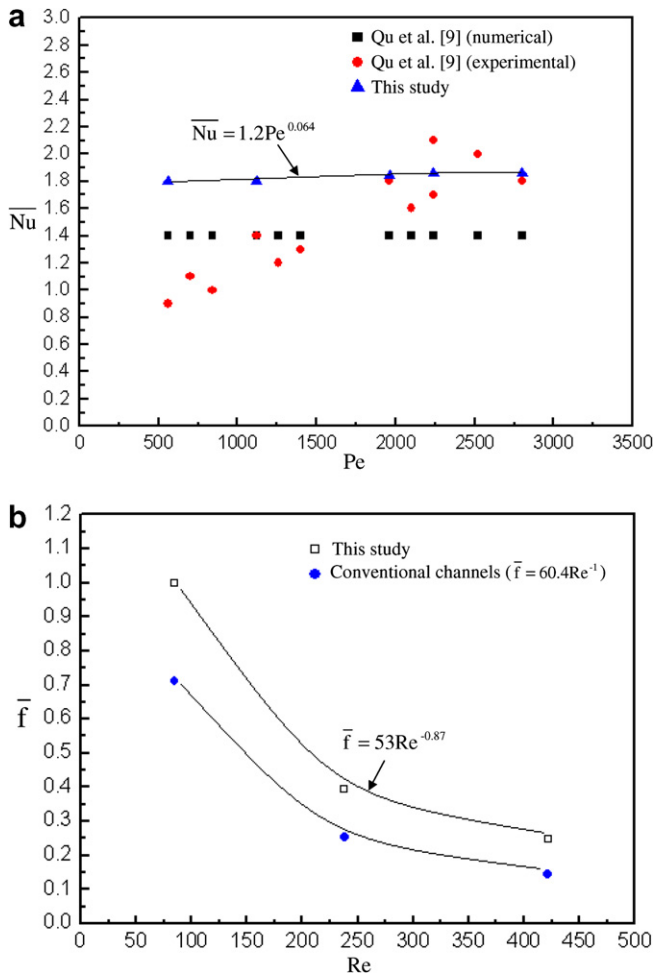 a
3.0
2.8
2.6
2.4
2.2
2.0
1.8
1.6
1.4
1.2
1.0
0.8
0.6
0.4
0.2
0.0
Nu
Qu et al. [9] (numerical)
Qu et al. [9] (experimental)
This study
Nu = 1.2Pe^0.064
0 500 1000 1500 2000 2500 3000 3500
Pe
b
1.2
1.1
1.0
0.9
0.8
0.7
0.6
0.5
0.4
0.3
0.2
0.1
0.0
f̄
This study
Conventional channels ( f̄ = 60.4Re⁻¹)
f̄ = 53Re^-0.87
0 50 100 150 200 250 300 350 400 450 500
Re